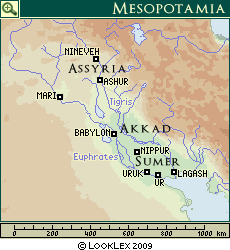 MESOPOTAMIA
NINEVEH
ASSYRIA
ASHUR
MARI
Tigris
AKKAD
BABYLON
Euphrates
NIPPUR
SUMER
URUK
UR
LAGASH
0 200 400 600 800 1000 km
© LOOKLEX 2009